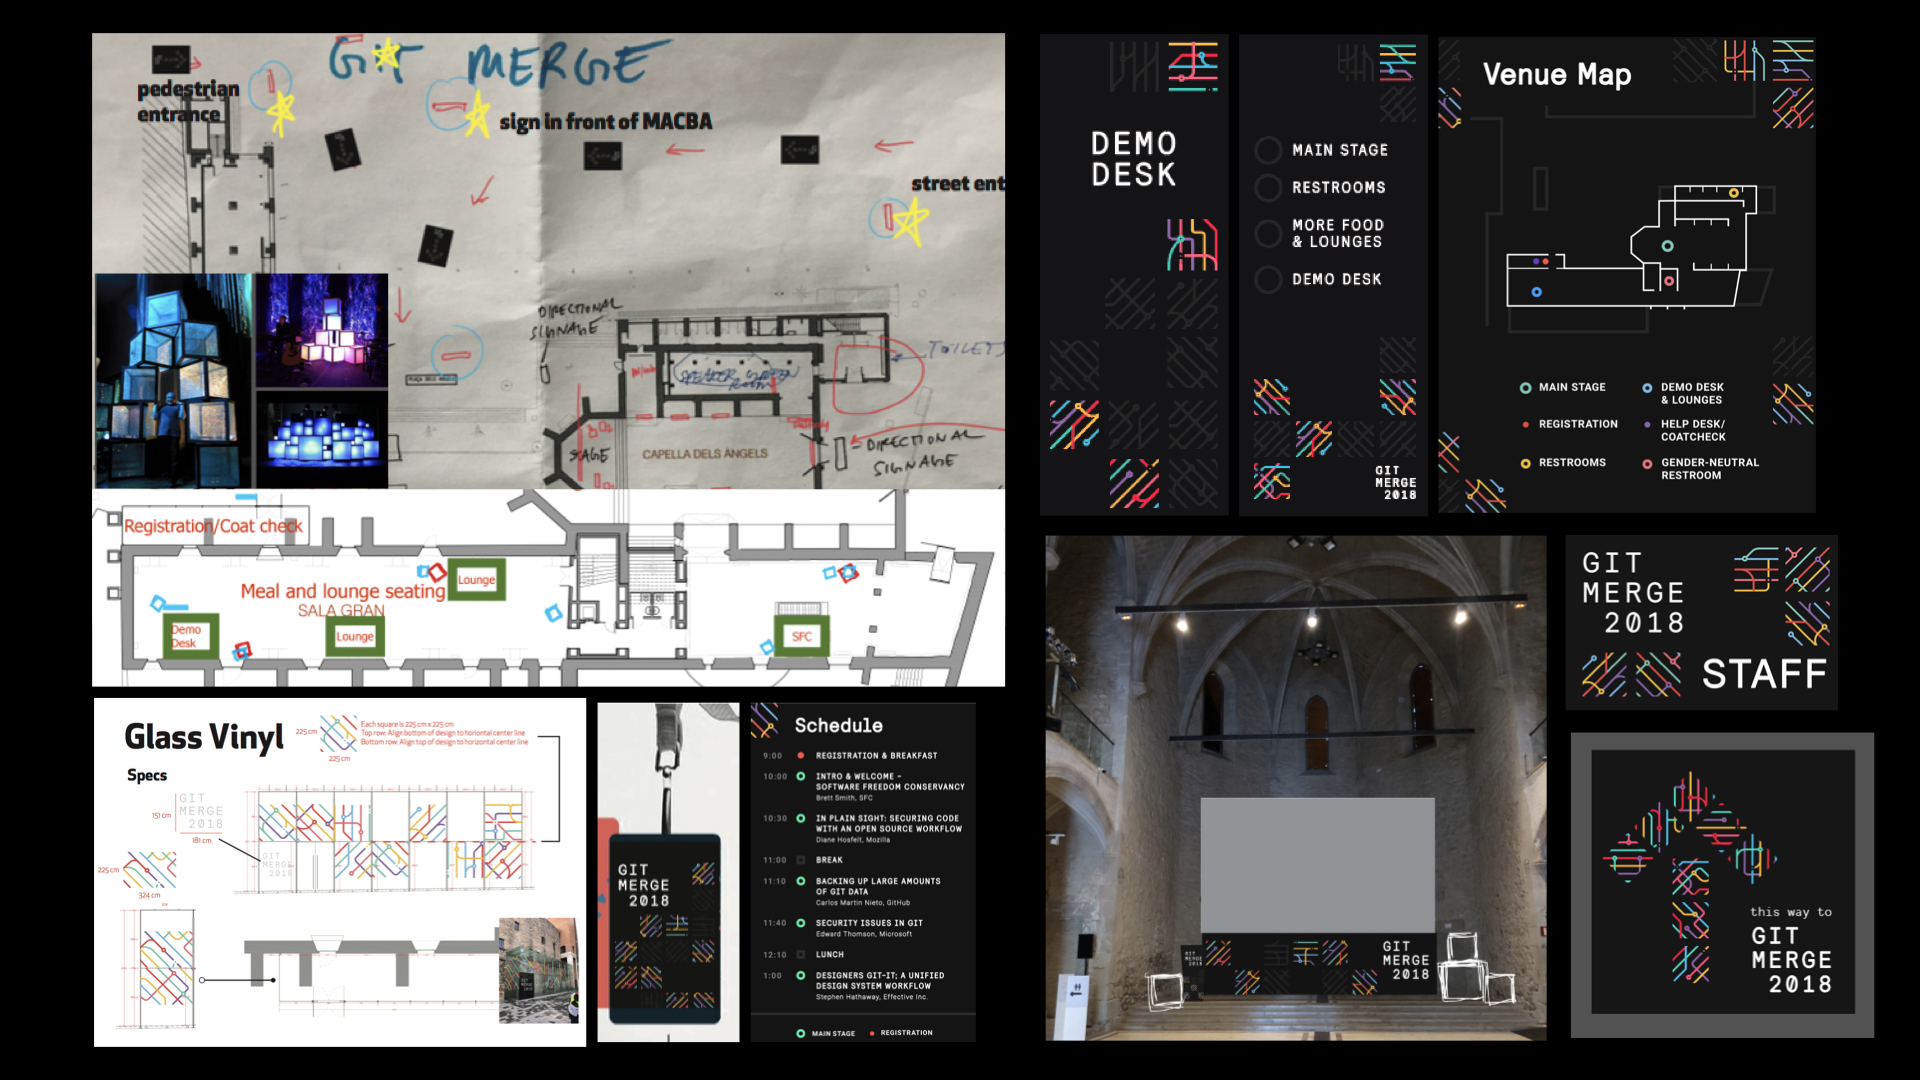 GIT MERGE
pedestrian
entrance
sign in front of MACBA
street ent
DIRECTIONAL
SIGNAGE
TOILETS
SPEAKER GREEN
ROOM
STAGE
CAPELLA DELS ÀNGELS
DIRECTIONAL
SIGNAGE
Registration/Coat check
Meal and lounge seating
SALA GRAN
Lounge
Demo
Desk
Lounge
SFC
Glass Vinyl
Specs
225 cm
225 cm
Each square is 225 cm x 225 cm
Top row: Align bottom of design to horiontal center line
Bottom row: Align top of design to horizontal center line
151 cm
GIT
MERGE
2018
181 cm
GIT
MERGE
2018
225 cm
324 cm
GIT
MERGE
2018
Schedule
9:00 REGISTRATION & BREAKFAST
10:00 INTRO & WELCOME –
SOFTWARE FREEDOM CONSERVANCY
Brett Smith, SFC
10:30 IN PLAIN SIGHT: SECURING CODE
WITH AN OPEN SOURCE WORKFLOW
Diane Hosfelt, Mozilla
11:00 BREAK
11:10 BACKING UP LARGE AMOUNTS
OF GIT DATA
Carlos Martin Nieto, GitHub
11:40 SECURITY ISSUES IN GIT
Edward Thomson, Microsoft
12:10 LUNCH
1:00 DESIGNERS GIT-IT; A UNIFIED
DESIGN SYSTEM WORKFLOW
Stephen Hathaway, Effective Inc.
MAIN STAGE REGISTRATION
DEMO
DESK
MAIN STAGE
RESTROOMS
MORE FOOD
& LOUNGES
DEMO DESK
GIT
MERGE
2018
Venue Map
MAIN STAGE
REGISTRATION
RESTROOMS
DEMO DESK
& LOUNGES
HELP DESK/
COATCHECK
GENDER-NEUTRAL
RESTROOM
GIT
MERGE
2018
GIT
MERGE
2018
GIT
MERGE
2018
STAFF
this way to
GIT
MERGE
2018